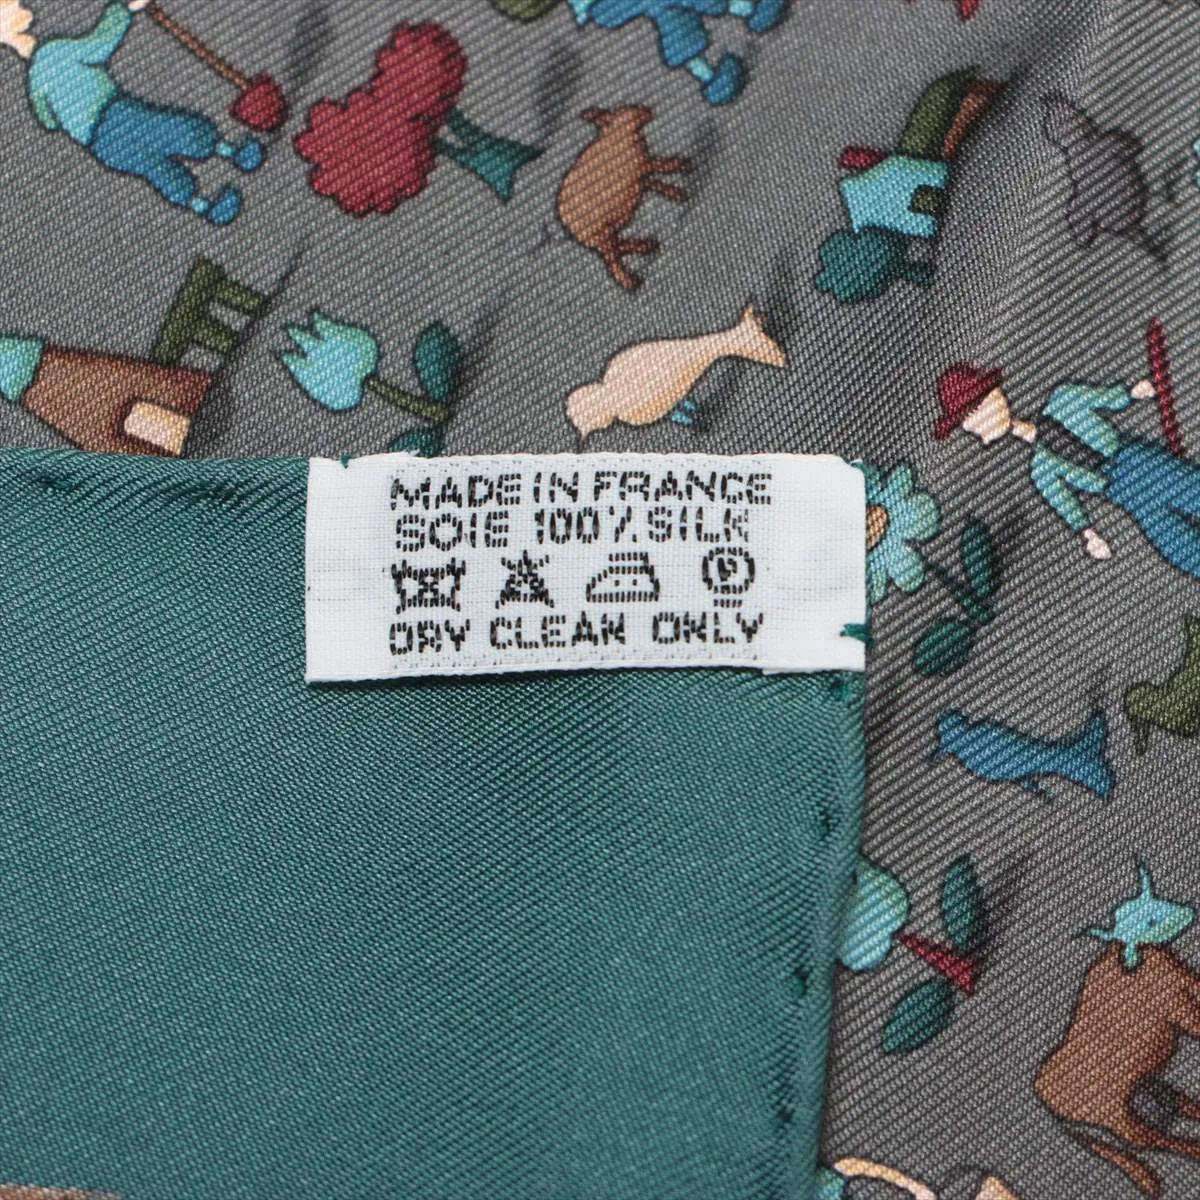 MADE IN FRANCE
SOIE 100% SILK
P
DRY CLEAN ONLY